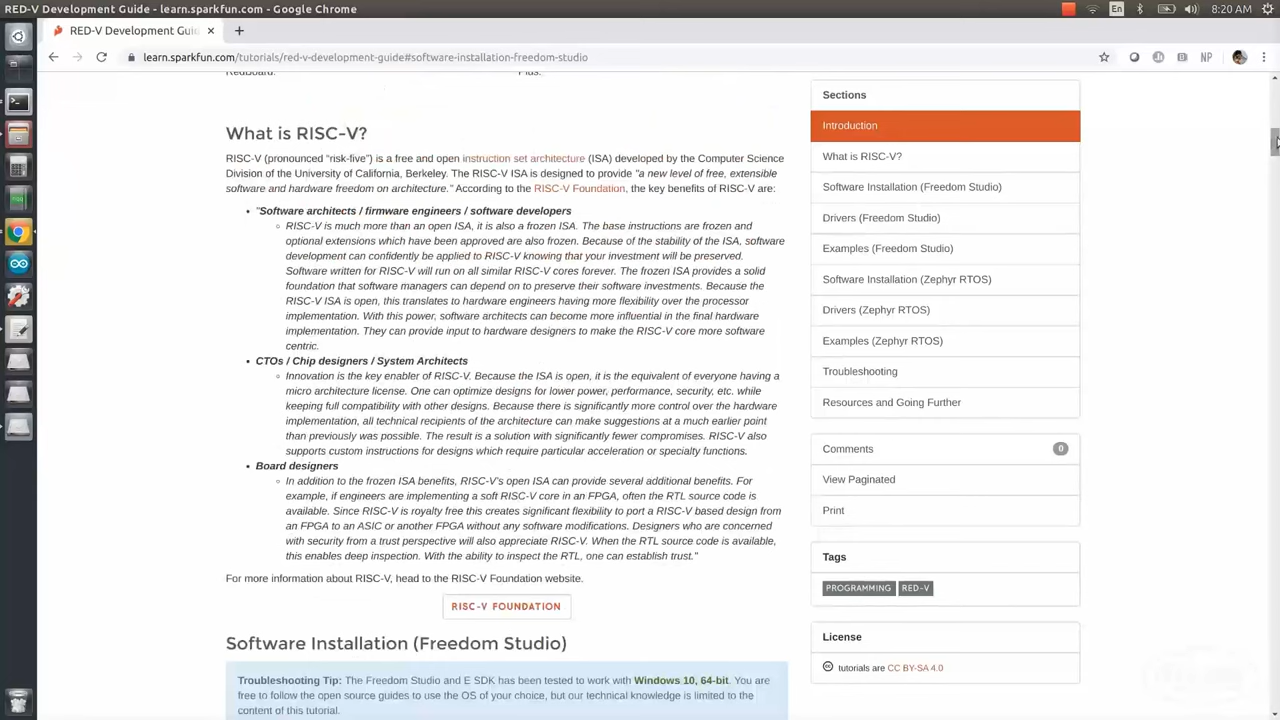 RED-V Development Guide - learn.sparkfun.com - Google Chrome
En
8:20 AM
RED-V Development Gui
learn.sparkfun.com/tutorials/red-v-development-guide#software-installation-freedom-studio
NP
RedBoard.
Plus.
What is RISC-V?
RISC-V (pronounced “risk-five”) is a free and open instruction set architecture (ISA) developed by the Computer Science
Division of the University of California, Berkeley. The RISC-V ISA is designed to provide "a new level of free, extensible
software and hardware freedom on architecture." According to the RISC-V Foundation, the key benefits of RISC-V are:
• "Software architects / firmware engineers / software developers
◦ RISC-V is much more than an open ISA, it is also a frozen ISA. The base instructions are frozen and
optional extensions which have been approved are also frozen. Because of the stability of the ISA, software
development can confidently be applied to RISC-V knowing that your investment will be preserved.
Software written for RISC-V will run on all similar RISC-V cores forever. The frozen ISA provides a solid
foundation that software managers can depend on to preserve their software investments. Because the
RISC-V ISA is open, this translates to hardware engineers having more flexibility over the processor
implementation. With this power, software architects can become more influential in the final hardware
implementation. They can provide input to hardware designers to make the RISC-V core more software
centric.
• CTOs / Chip designers / System Architects
◦ Innovation is the key enabler of RISC-V. Because the ISA is open, it is the equivalent of everyone having a
micro architecture license. One can optimize designs for lower power, performance, security, etc. while
keeping full compatibility with other designs. Because there is significantly more control over the hardware
implementation, all technical recipients of the architecture can make suggestions at a much earlier point
than previously was possible. The result is a solution with significantly fewer compromises. RISC-V also
supports custom instructions for designs which require particular acceleration or specialty functions.
• Board designers
◦ In addition to the frozen ISA benefits, RISC-V's open ISA can provide several additional benefits. For
example, if engineers are implementing a soft RISC-V core in an FPGA, often the RTL source code is
available. Since RISC-V is royalty free this creates significant flexibility to port a RISC-V based design from
an FPGA to an ASIC or another FPGA without any software modifications. Designers who are concerned
with security from a trust perspective will also appreciate RISC-V. When the RTL source code is available,
this enables deep inspection. With the ability to inspect the RTL, one can establish trust."
For more information about RISC-V, head to the RISC-V Foundation website.
RISC-V FOUNDATION
Software Installation (Freedom Studio)
Troubleshooting Tip: The Freedom Studio and E SDK has been tested to work with Windows 10, 64-bit. You are
free to follow the open source guides to use the OS of your choice, but our technical knowledge is limited to the
content of this tutorial.
Sections
Introduction
What is RISC-V?
Software Installation (Freedom Studio)
Drivers (Freedom Studio)
Examples (Freedom Studio)
Software Installation (Zephyr RTOS)
Drivers (Zephyr RTOS)
Examples (Zephyr RTOS)
Troubleshooting
Resources and Going Further
Comments 0
View Paginated
Print
Tags
PROGRAMMING RED-V
License
tutorials are CC BY-SA 4.0